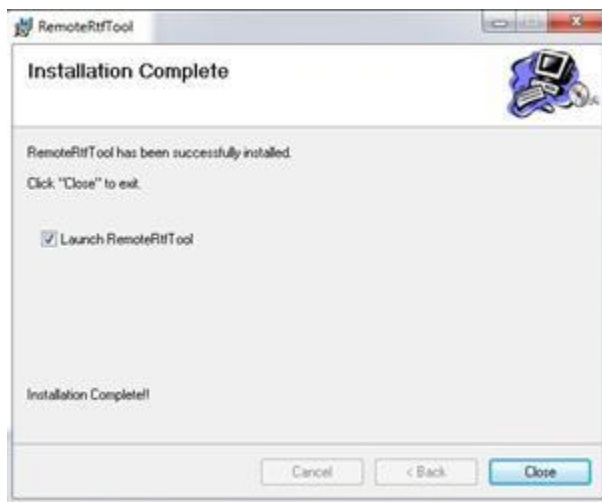 RemoteRtfTool
Installation Complete
RemoteRtfTool has been successfully installed.
Click "Close" to exit.
Launch RemoteRtfTool
Installation Complete!!
Cancel
< Back
Close